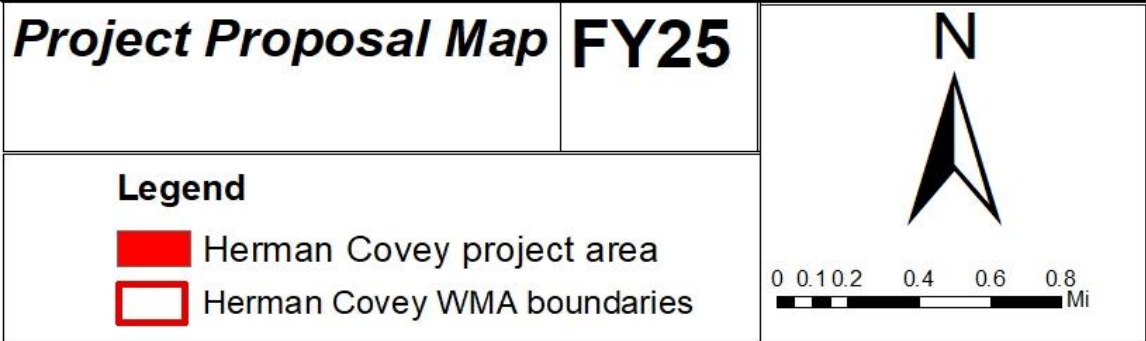 Project Proposal Map
FY25
N
Legend
Herman Covey project area
Herman Covey WMA boundaries
0 0.1 0.2 0.4 0.6 0.8
Mi